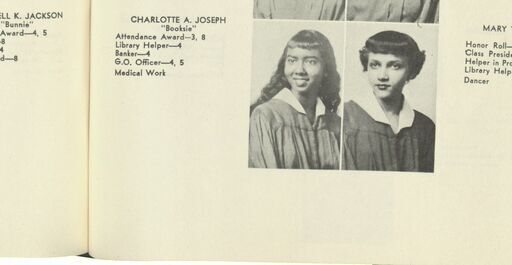 ELL K. JACKSON
"Bunnie"
Award—4, 5
8
4
d—8
CHARLOTTE A. JOSEPH
"Booksie"
Attendance Award—3, 8
Library Helper—4
Banker—4
G.O. Officer—4, 5
Medical Work
MARY
Honor Roll—
Class Preside
Helper in Pro
Library Help
Dancer